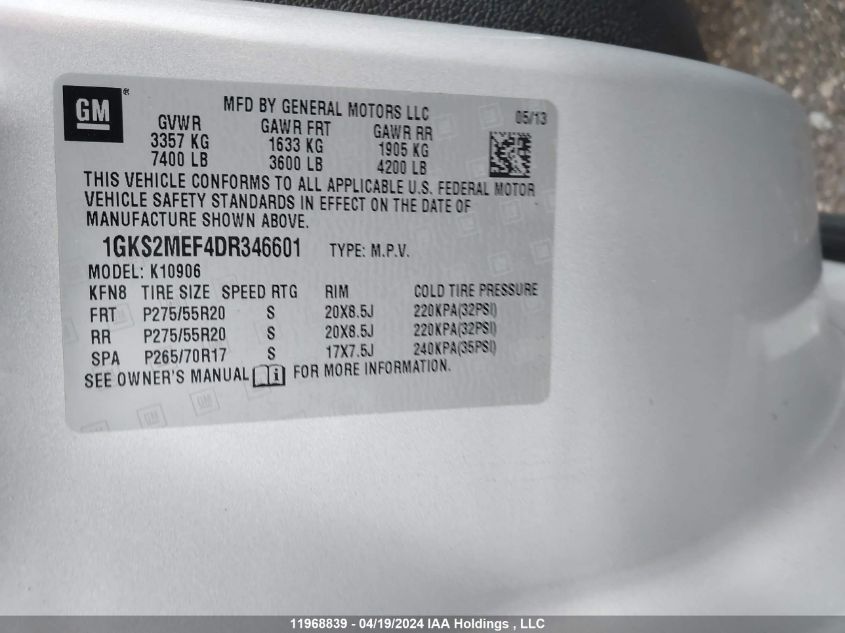 GM®
MFD BY GENERAL MOTORS LLC
05/13
GVWR GAWR FRT GAWR RR
3357 KG 1633 KG 1905 KG
7400 LB 3600 LB 4200 LB
THIS VEHICLE CONFORMS TO ALL APPLICABLE U.S. FEDERAL MOTOR
VEHICLE SAFETY STANDARDS IN EFFECT ON THE DATE OF
MANUFACTURE SHOWN ABOVE.
1GKS2MEF4DR346601 TYPE: M.P.V.
MODEL: K10906
KFN8 TIRE SIZE SPEED RTG RIM COLD TIRE PRESSURE
FRT P275/55R20 S 20X8.5J 220KPA(32PSI)
RR P275/55R20 S 20X8.5J 220KPA(32PSI)
SPA P265/70R17 S 17X7.5J 240KPA(35PSI)
SEE OWNER'S MANUAL i FOR MORE INFORMATION.
11968839 - 04/19/2024 IAA Holdings , LLC